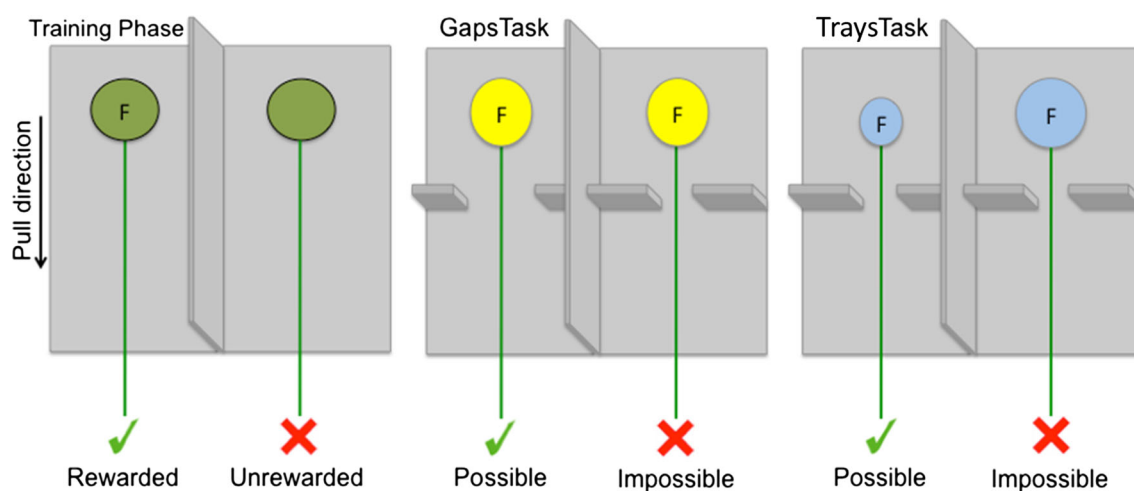 Training Phase
GapsTask
TraysTask
Pull direction
F
F
F
F
F
Rewarded
Unrewarded
Possible
Impossible
Possible
Impossible